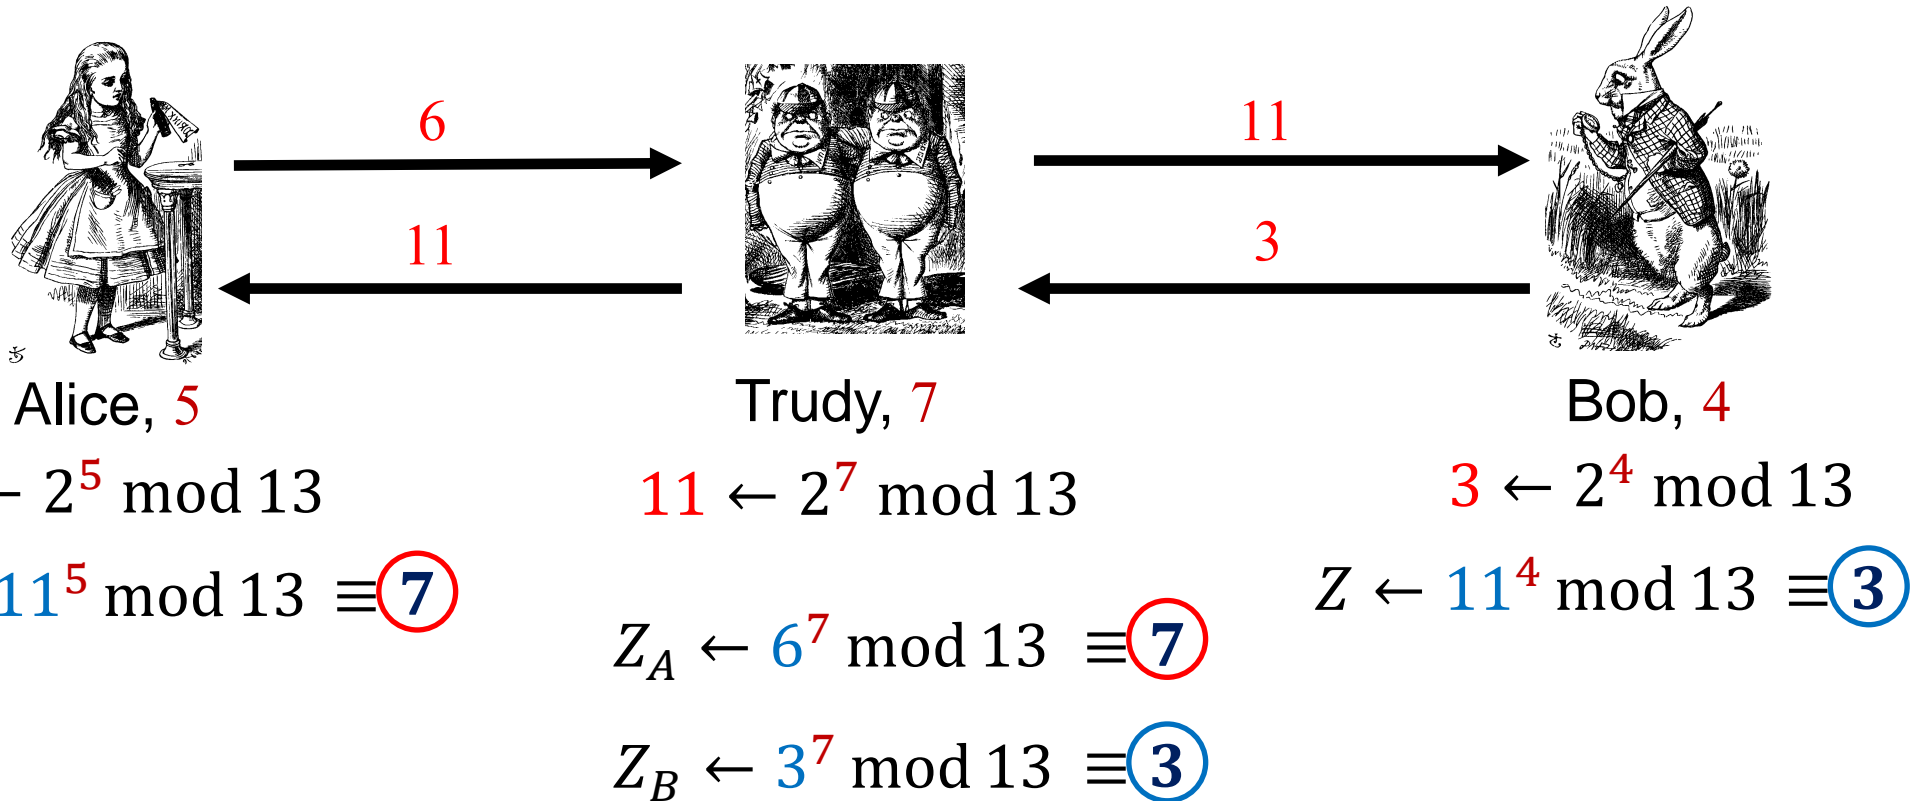 6
11
11
3
Alice, 5
Trudy, 7
Bob, 4
← 2⁵ mod 13
11 ← 2⁷ mod 13
3 ← 2⁴ mod 13
11⁵ mod 13 ≡ 7
Z ← 11⁴ mod 13 ≡ 3
Z_A ← 6⁷ mod 13 ≡ 7
Z_B ← 3⁷ mod 13 ≡ 3